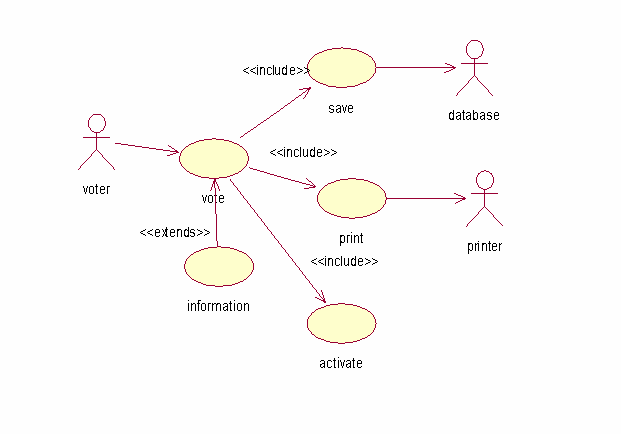 <<include>>
save
database
<<include>>
voter
vote
<<extends>>
print
printer
<<include>>
information
activate